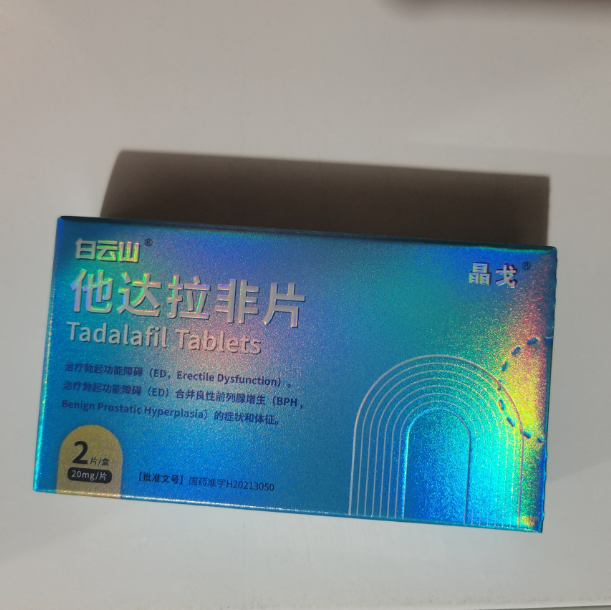 白云山®
晶戈®
他达拉非片
Tadalafil Tablets
治疗勃起功能障碍（ED，Erectile Dysfunction）。
治疗勃起功能障碍（ED）合并良性前列腺增生（BPH，
Benign Prostatic Hyperplasia）的症状和体征。
2片/盒
20mg/片
【批准文号】国药准字H20213050